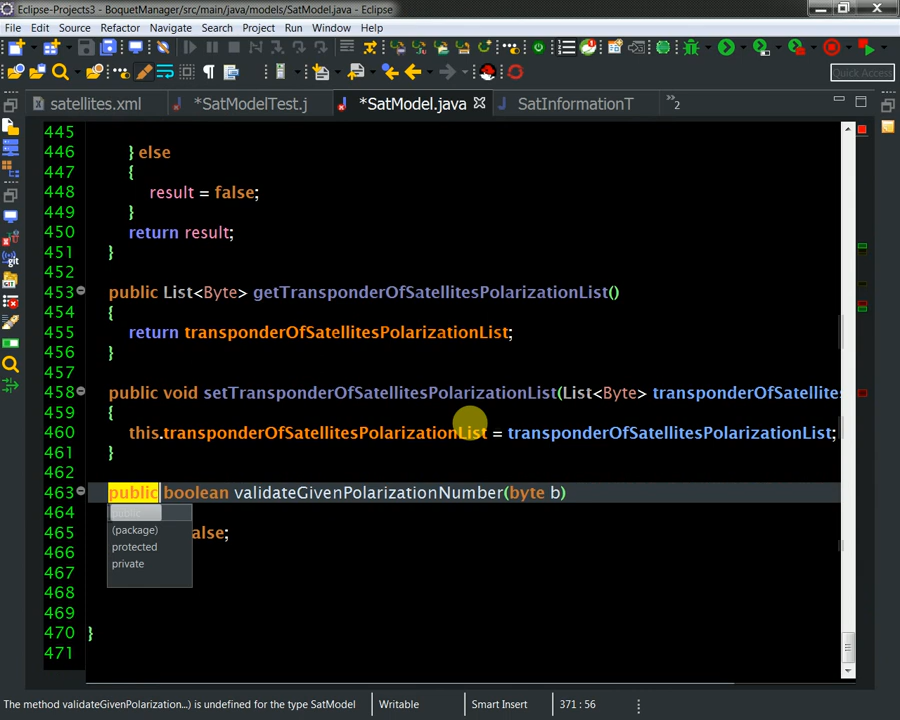 Eclipse-Projects3 - BoquetManager/src/main/java/models/SatModel.java - Eclipse
File Edit Source Refactor Navigate Search Project Run Window Help
Quick Access
satellites.xml *SatModelTest.j *SatModel.java SatInformationT »2
445
446 } else
447 {
448 result = false;
449 }
450 return result;
451 }
452
453 public List<Byte> getTransponderOfSatellitesPolarizationList()
454 {
455 return transponderOfSatellitesPolarizationList;
456 }
457
458 public void setTransponderOfSatellitesPolarizationList(List<Byte> transponderOfSatellites
459 {
460 this.transponderOfSatellitesPolarizationList = transponderOfSatellitesPolarizationList;
461 }
462
463 public boolean validateGivenPolarizationNumber(byte b)
464 public
(package)
465 alse;
protected
466
private
467
468
469
470 }
471
The method validateGivenPolarization...) is undefined for the type SatModel Writable Smart Insert 371 : 56